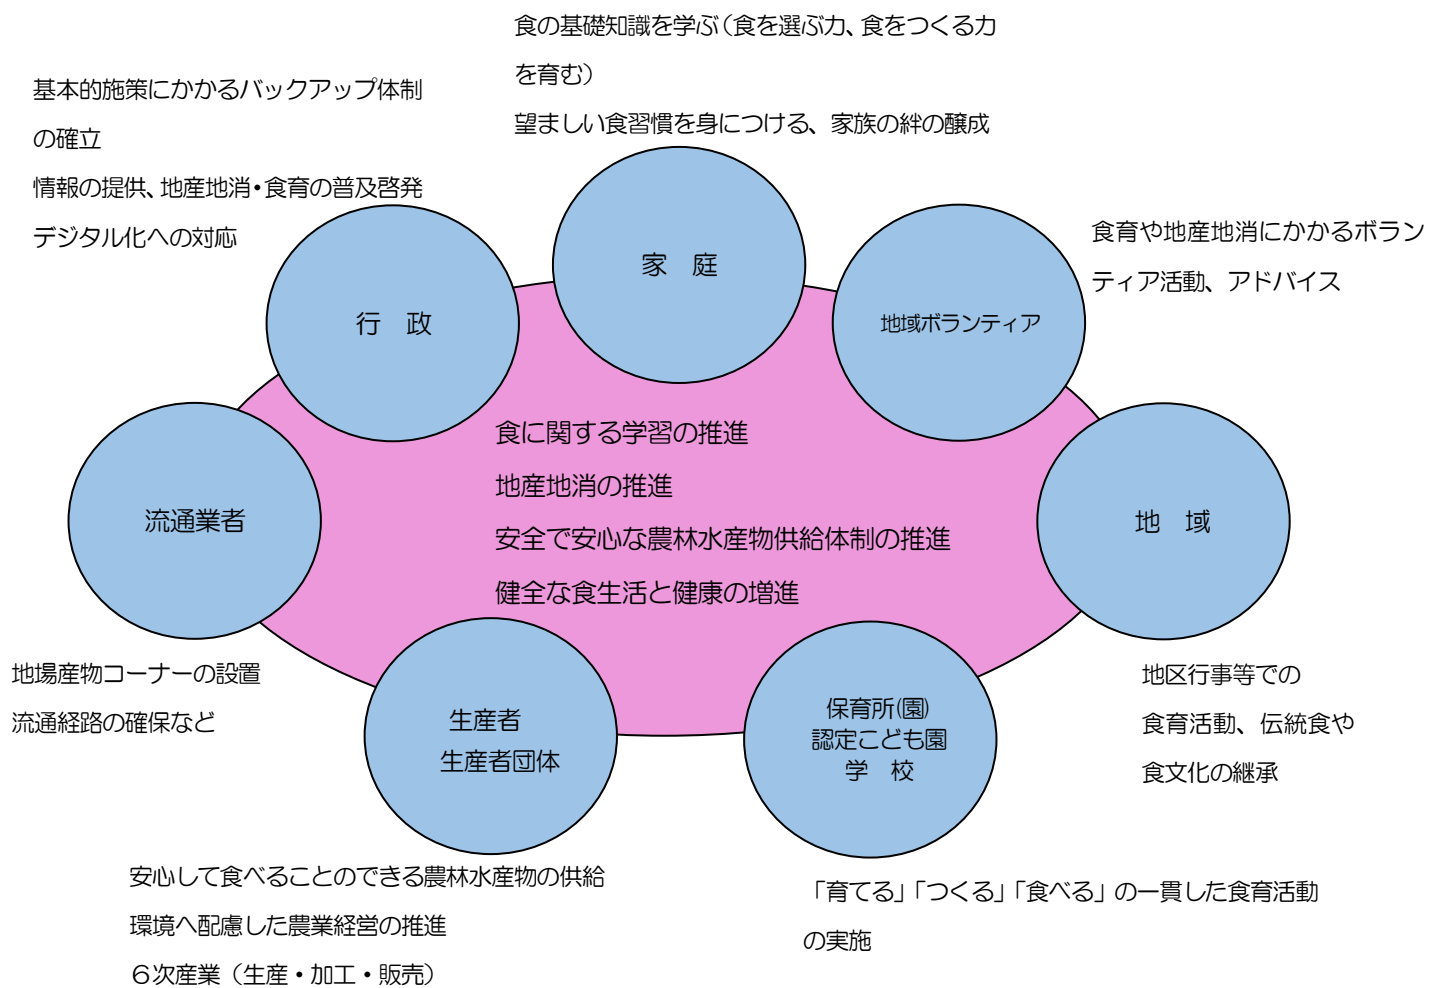 食の基礎知識を学ぶ（食を選ぶ力、食をつくる力
を育む）
望ましい食習慣を身につける、家族の絆の醸成
基本的施策にかかるバックアップ体制
の確立
情報の提供、地産地消・食育の普及啓発
デジタル化への対応
食育や地産地消にかかるボラン
ティア活動、アドバイス
家　庭
行　政
地域ボランティア
流通業者
地　域
食に関する学習の推進
地産地消の推進
安全で安心な農林水産物供給体制の推進
健全な食生活と健康の増進
地場産物コーナーの設置
流通経路の確保など
生産者
生産者団体
保育所(園)
認定こども園
学　校
地区行事等での
食育活動、伝統食や
食文化の継承
安心して食べることのできる農林水産物の供給
環境へ配慮した農業経営の推進
６次産業（生産・加工・販売）
「育てる」「つくる」「食べる」の一貫した食育活動
の実施